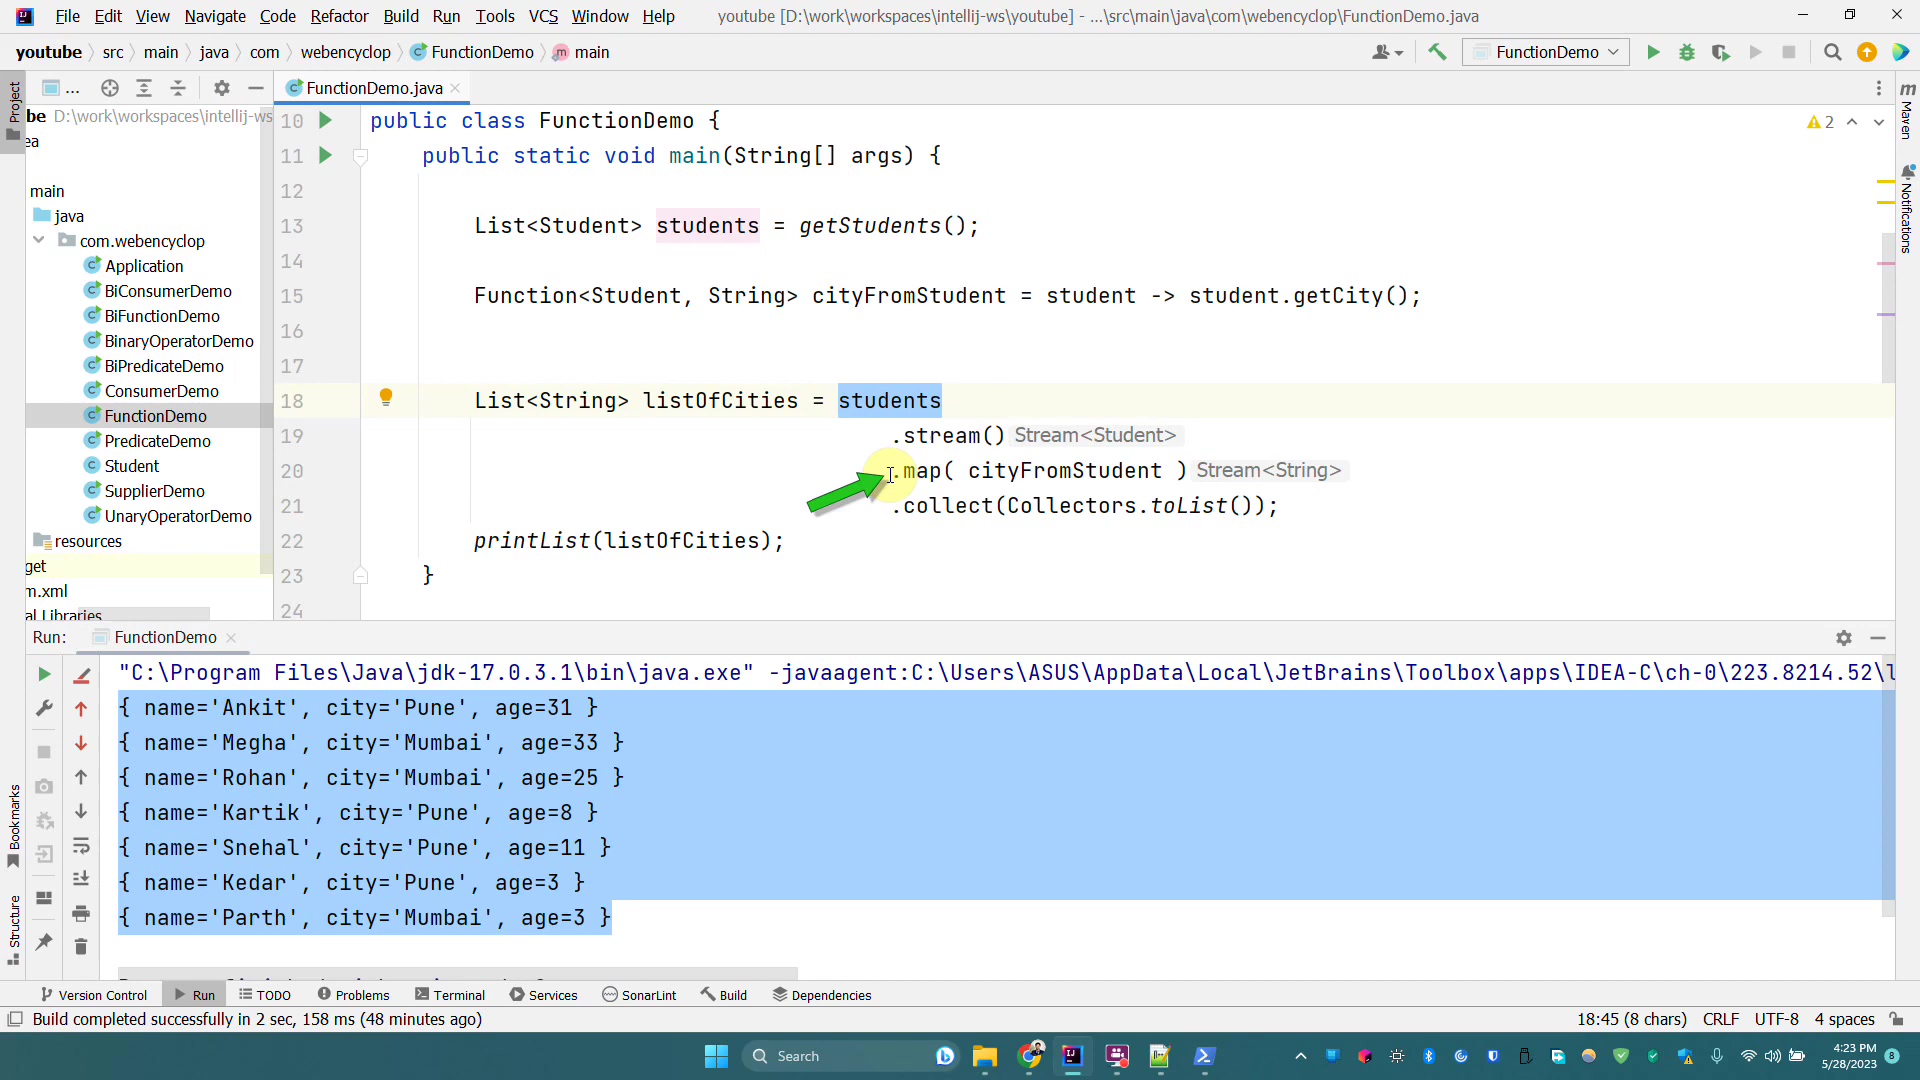 File Edit View Navigate Code Refactor Build Run Tools VCS Window Help youtube [D:\work\workspaces\intellij-ws\youtube] - ...\src\main\java\com\webencyclop\FunctionDemo.java
youtube src main java com webencyclop FunctionDemo m main FunctionDemo
... FunctionDemo.java
Project
be D:\work\workspaces\intellij-ws
ea
main
java
com.webencyclop
Application
BiConsumerDemo
BiFunctionDemo
BinaryOperatorDemo
BiPredicateDemo
ConsumerDemo
FunctionDemo
PredicateDemo
Student
SupplierDemo
UnaryOperatorDemo
resources
get
m.xml
al Libraries
10 public class FunctionDemo {
11 public static void main(String[] args) {
12
13 List<Student> students = getStudents();
14
15 Function<Student, String> cityFromStudent = student -> student.getCity();
16
17
18 List<String> listOfCities = students
19 .stream() Stream<Student>
20 .map( cityFromStudent ) Stream<String>
21 .collect(Collectors.toList());
22 printList(listOfCities);
23 }
24
2
m Maven
Notifications
Run: FunctionDemo
"C:\Program Files\Java\jdk-17.0.3.1\bin\java.exe" -javaagent:C:\Users\ASUS\AppData\Local\JetBrains\Toolbox\apps\IDEA-C\ch-0\223.8214.52\l
{ name='Ankit', city='Pune', age=31 }
{ name='Megha', city='Mumbai', age=33 }
{ name='Rohan', city='Mumbai', age=25 }
{ name='Kartik', city='Pune', age=8 }
{ name='Snehal', city='Pune', age=11 }
{ name='Kedar', city='Pune', age=3 }
{ name='Parth', city='Mumbai', age=3 }
Bookmarks
Structure
Version Control Run TODO Problems Terminal Services SonarLint Build Dependencies
Build completed successfully in 2 sec, 158 ms (48 minutes ago) 18:45 (8 chars) CRLF UTF-8 4 spaces
Search 4:23 PM
5/28/2023 8